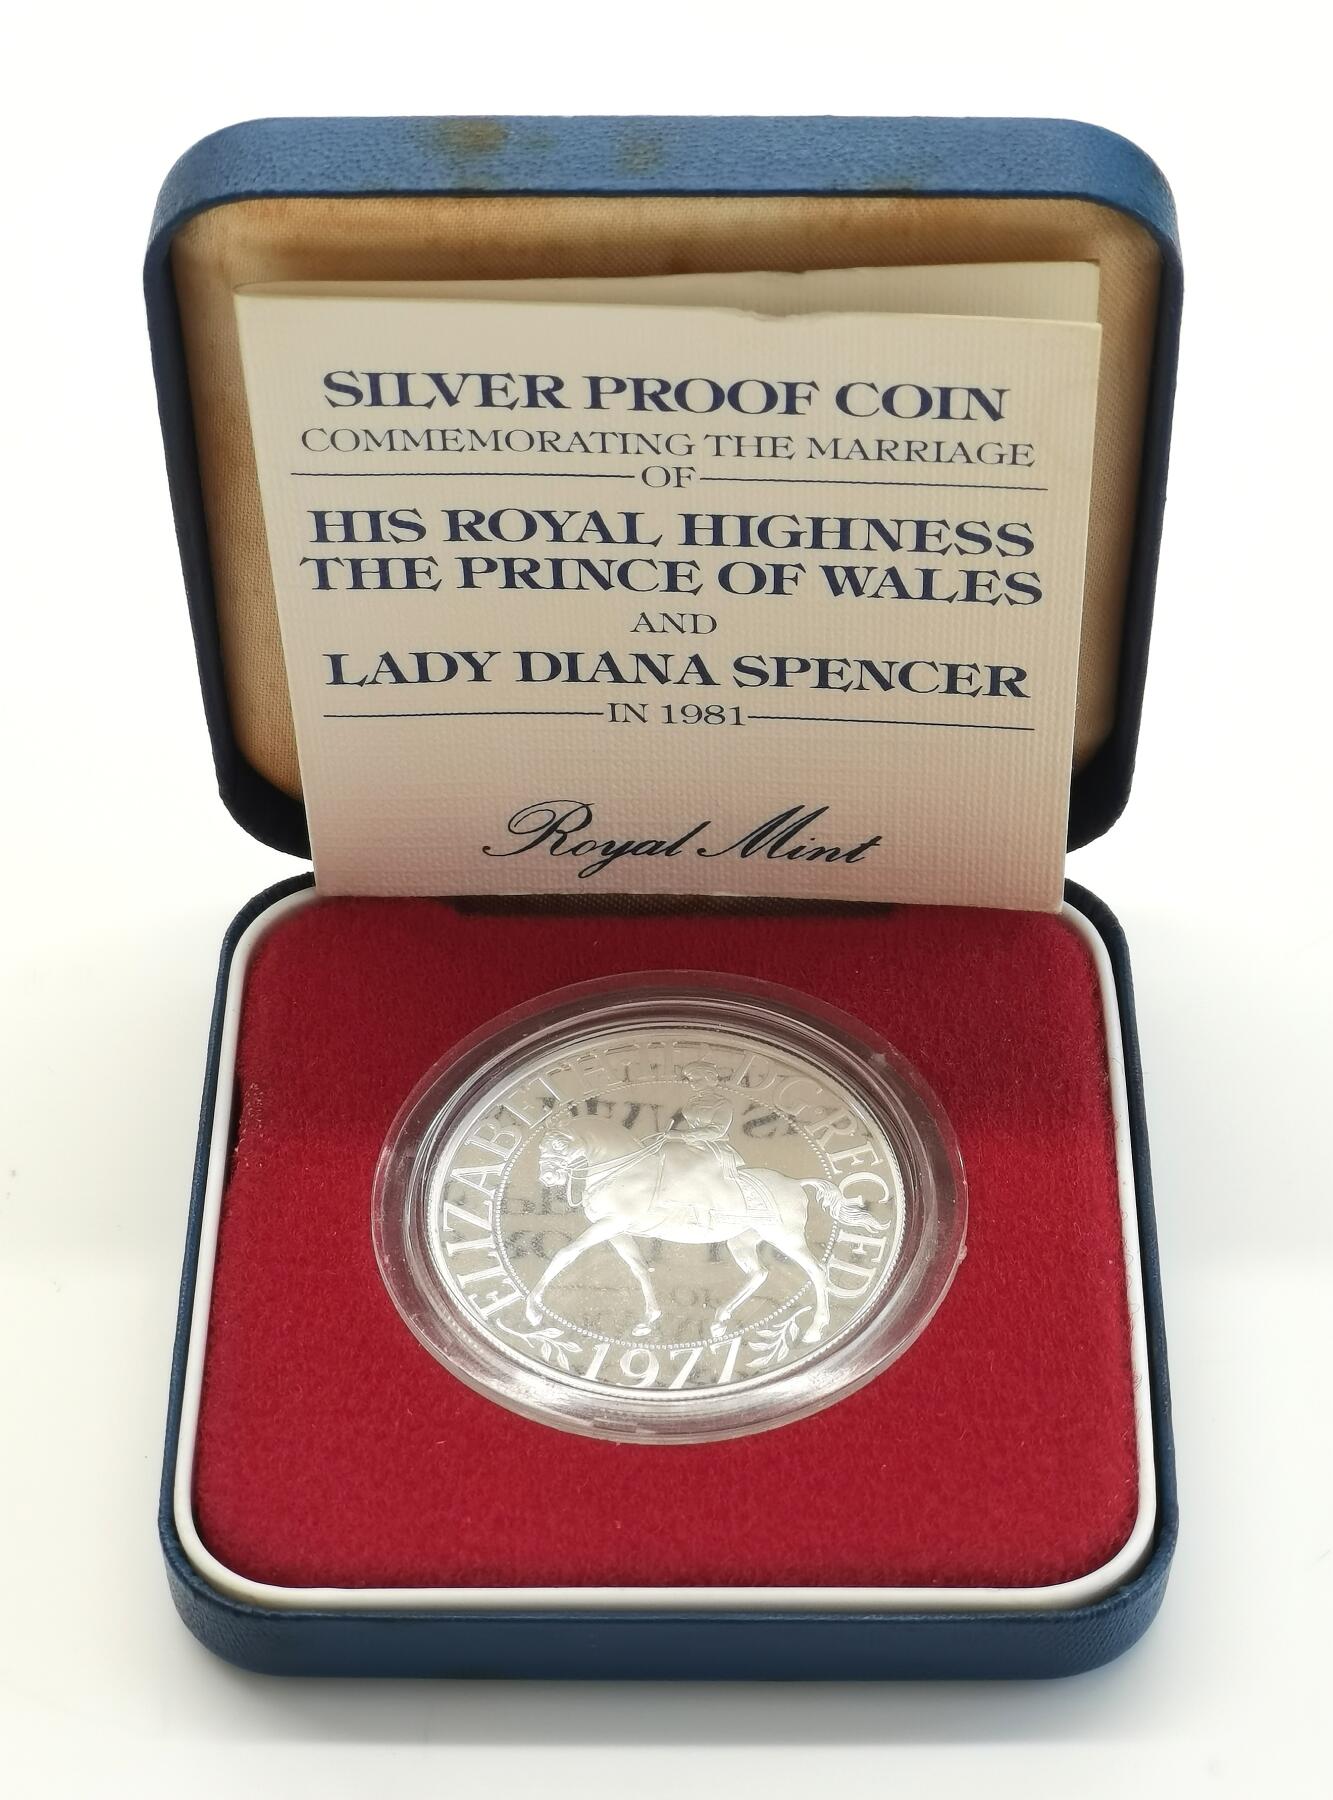 SILVER PROOF COIN
COMMEMORATING THE MARRIAGE
OF
HIS ROYAL HIGHNESS
THE PRINCE OF WALES
AND
LADY DIANA SPENCER
IN 1981
Royal Mint
ELIZABETH·II DG·REG FD
1977